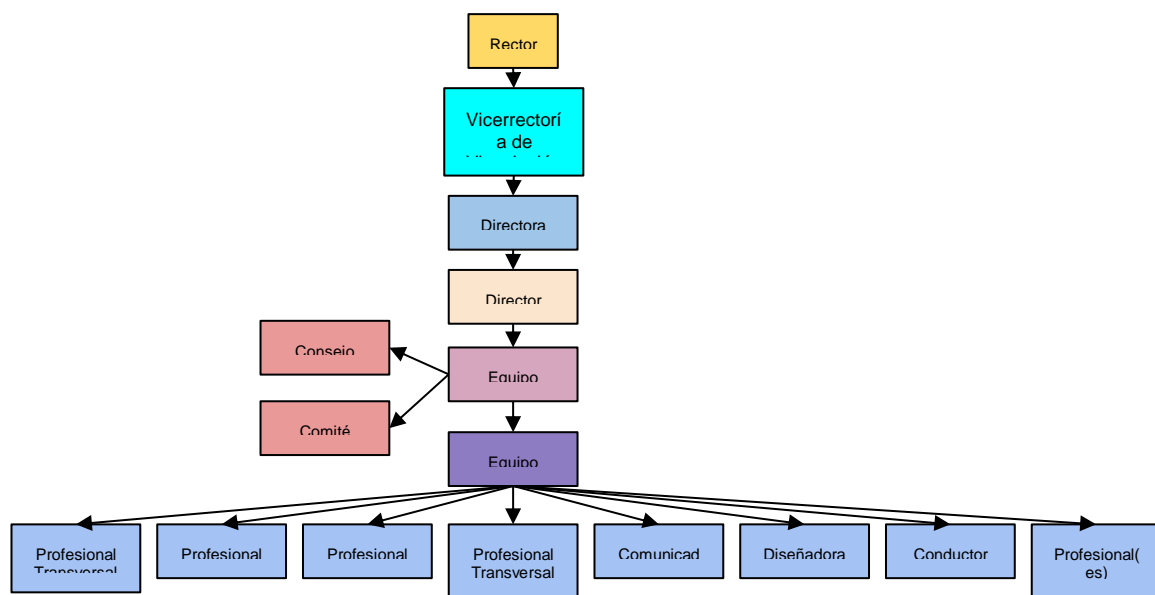 Rector
Vicerrectorí
a de
Directora
Director
Consejo
Equipo
Comité
Equipo
Profesional
Transversal
Profesional
Profesional
Profesional
Transversal
Comunicad
Diseñadora
Conductor
Profesional(
es)